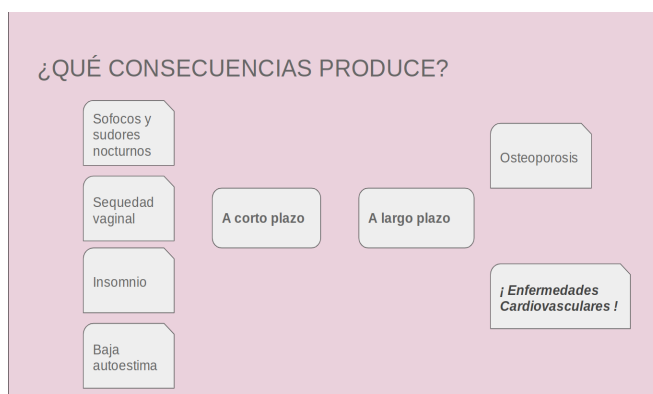 ¿QUÉ CONSECUENCIAS PRODUCE?
Sofocos y
sudores
nocturnos
Sequedad
vaginal
Insomnio
Baja
autoestima
A corto plazo
A largo plazo
Osteoporosis
¡ Enfermedades
Cardiovasculares !